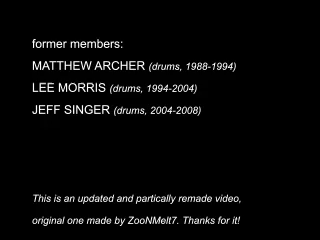 former members:
MATTHEW ARCHER (drums, 1988-1994)
LEE MORRIS (drums, 1994-2004)
JEFF SINGER (drums, 2004-2008)
This is an updated and partically remade video,
original one made by ZooNMelt7. Thanks for it!